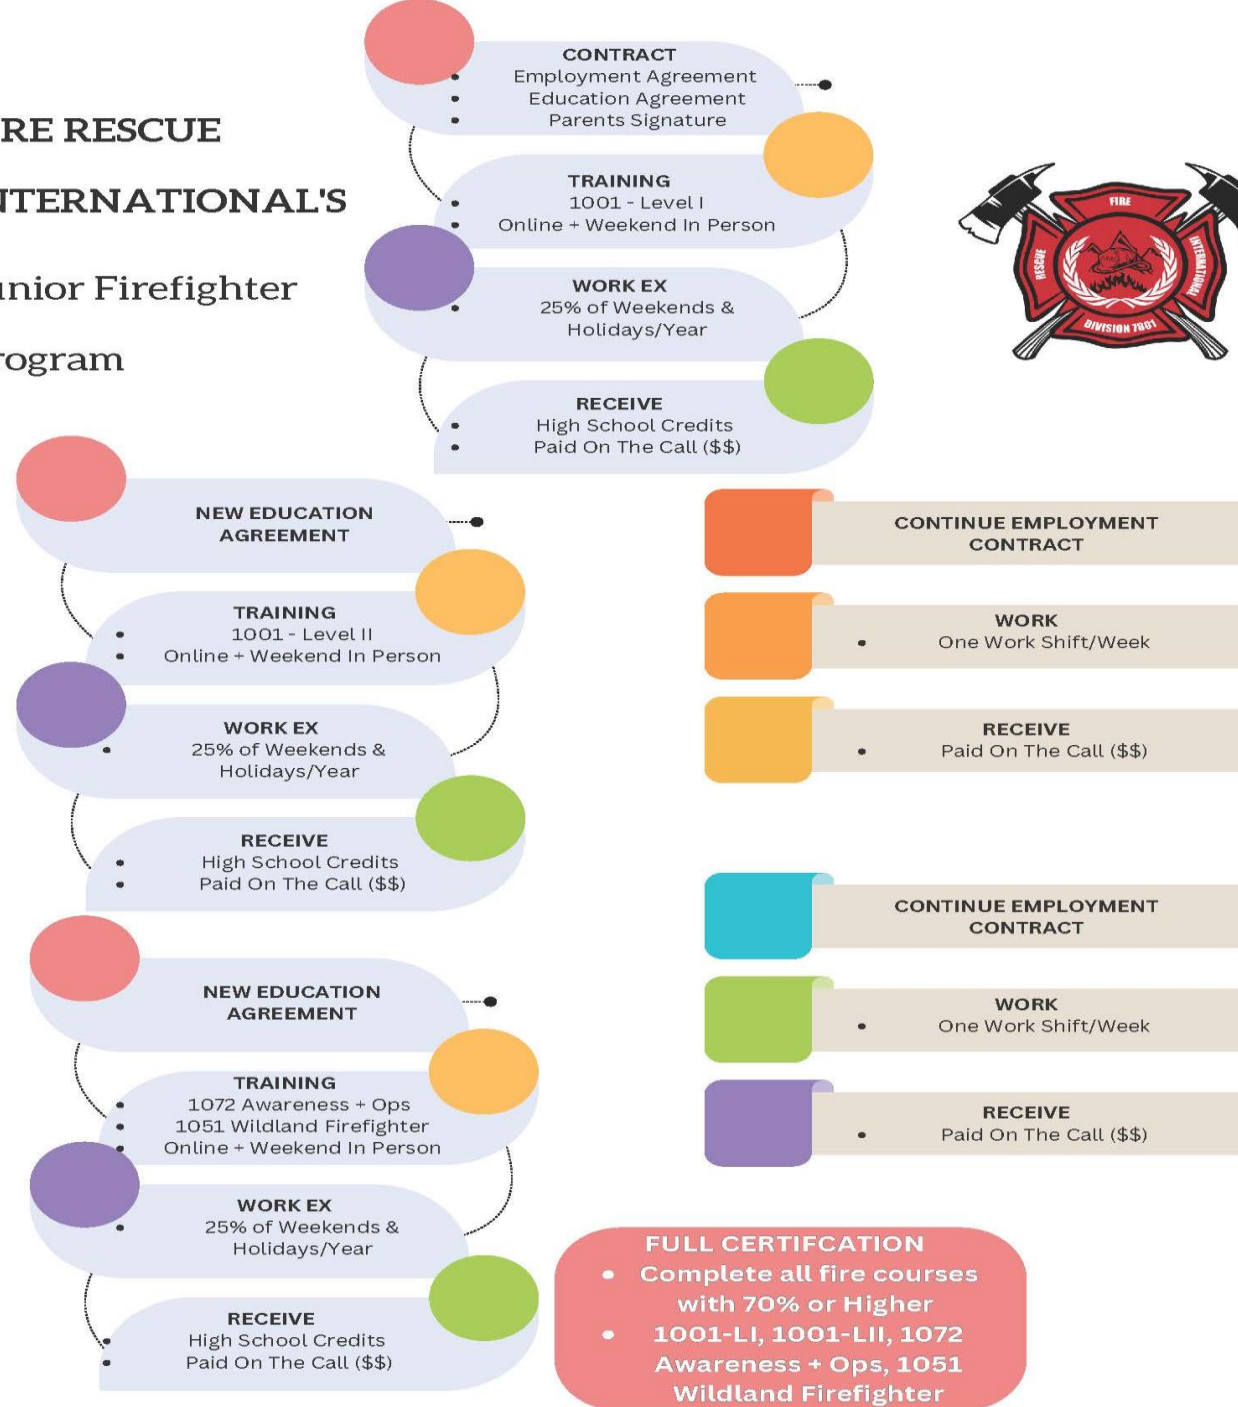 RE RESCUE
NTERNATIONAL'S
unior Firefighter
rogram
CONTRACT
• Employment Agreement
• Education Agreement
• Parents Signature
TRAINING
• 1001 - Level I
• Online + Weekend In Person
WORK EX
• 25% of Weekends &
Holidays/Year
RECEIVE
• High School Credits
• Paid On The Call ($$)
FIRE
RESCUE
INTERNATIONAL
DIVISION 7801
NEW EDUCATION
AGREEMENT
TRAINING
• 1001 - Level II
• Online + Weekend In Person
WORK EX
• 25% of Weekends &
Holidays/Year
RECEIVE
• High School Credits
• Paid On The Call ($$)
CONTINUE EMPLOYMENT
CONTRACT
WORK
• One Work Shift/Week
RECEIVE
• Paid On The Call ($$)
NEW EDUCATION
AGREEMENT
TRAINING
• 1072 Awareness + Ops
• 1051 Wildland Firefighter
• Online + Weekend In Person
WORK EX
• 25% of Weekends &
Holidays/Year
RECEIVE
• High School Credits
• Paid On The Call ($$)
CONTINUE EMPLOYMENT
CONTRACT
WORK
• One Work Shift/Week
RECEIVE
• Paid On The Call ($$)
FULL CERTIFCATION
• Complete all fire courses
with 70% or Higher
• 1001-LI, 1001-LII, 1072
Awareness + Ops, 1051
Wildland Firefighter